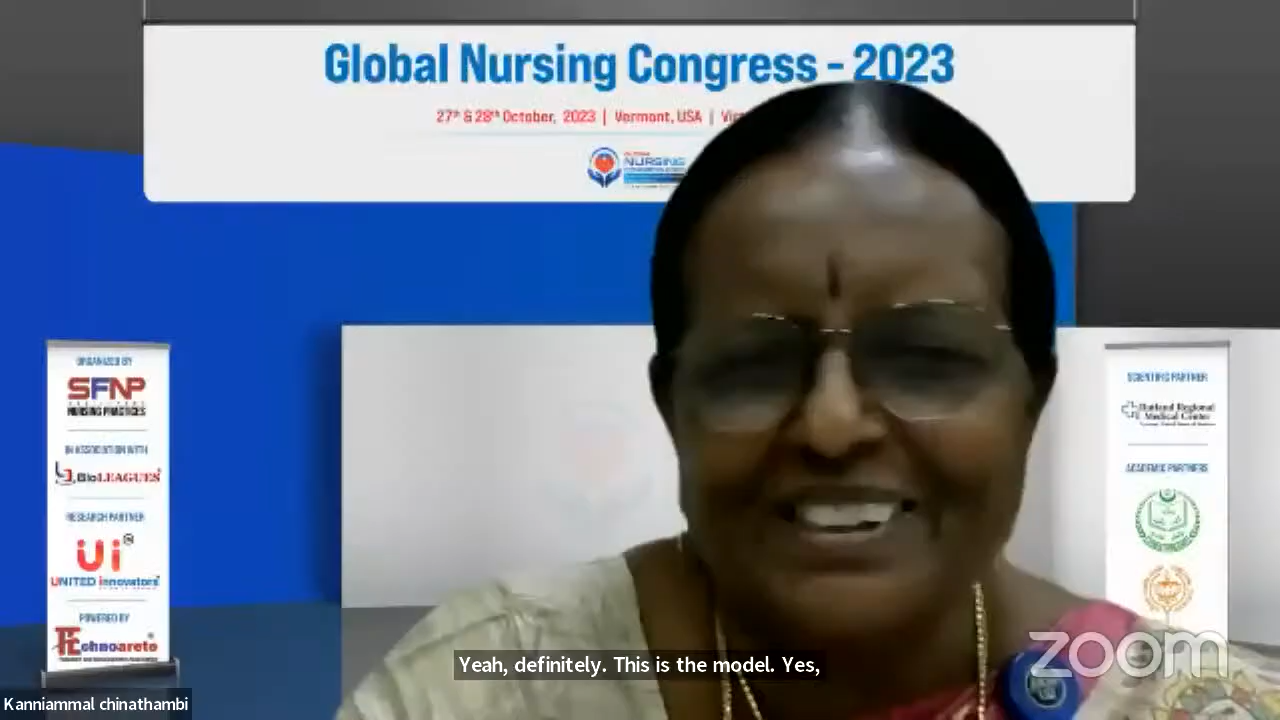 Global Nursing Congress - 2023
27th & 28th October, 2023 | Vermont, USA |
NURSING
ORGANIZED BY
SFNP
NURSING PRACTICES
IN ASSOCIATION WITH
BioLEAGUES
RESEARCH PARTNER
Ui
UNITED innovators
POWERED BY
Technoarete
SCIENTIFIC PARTNER
Rutland Regional
Medical Center
ACADEMIC PARTNERS
zoom
Yeah, definitely. This is the model. Yes,
Kanniammal chinathambi